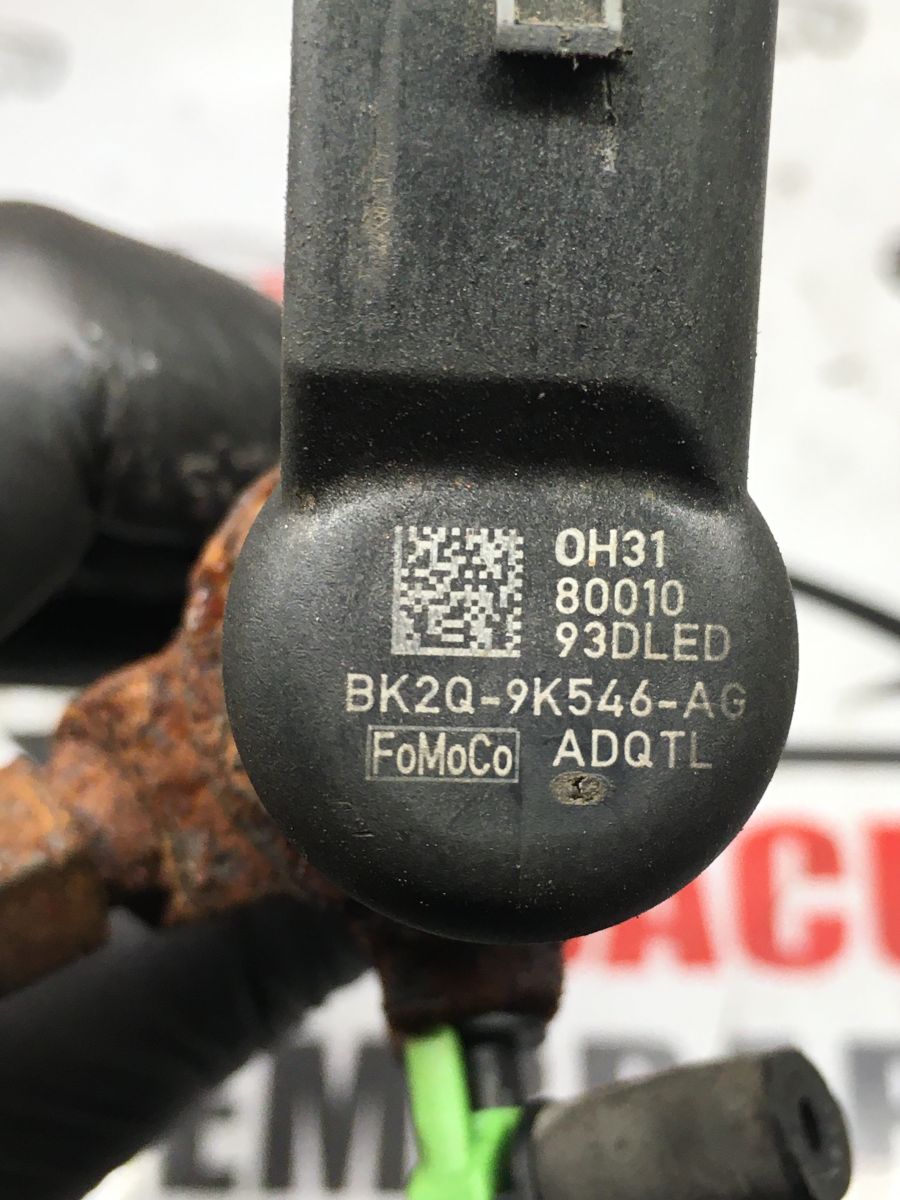 0H31
80010
93DLED
BK2Q-9K546-AG
FoMoCo ADQTL